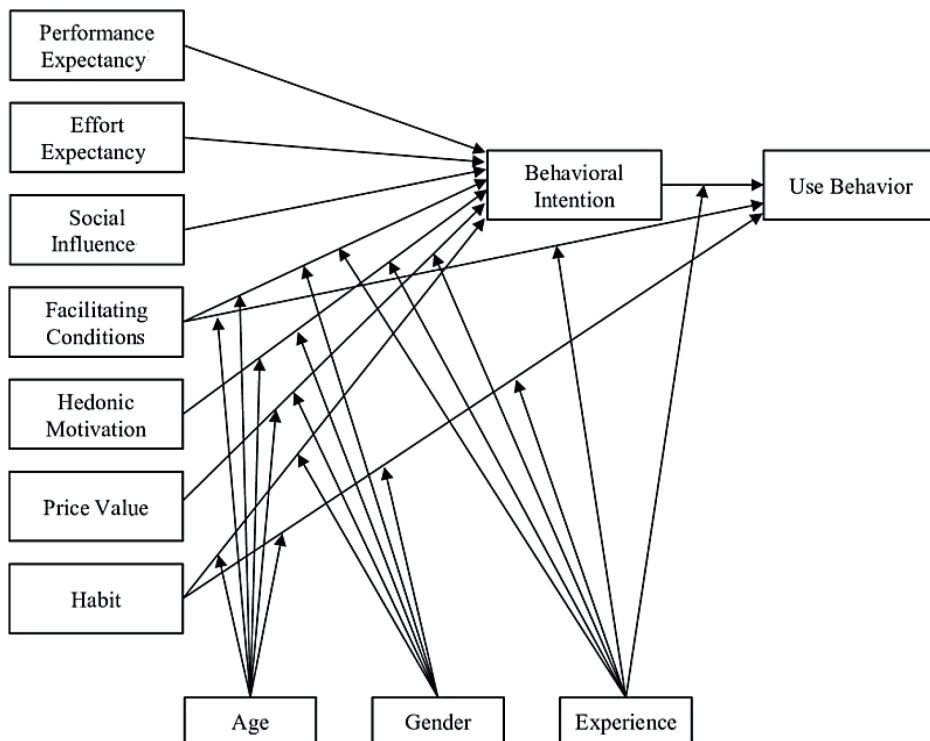 Performance
Expectancy
Effort
Expectancy
Social
Influence
Facilitating
Conditions
Hedonic
Motivation
Price Value
Habit
Behavioral
Intention
Use Behavior
Age
Gender
Experience